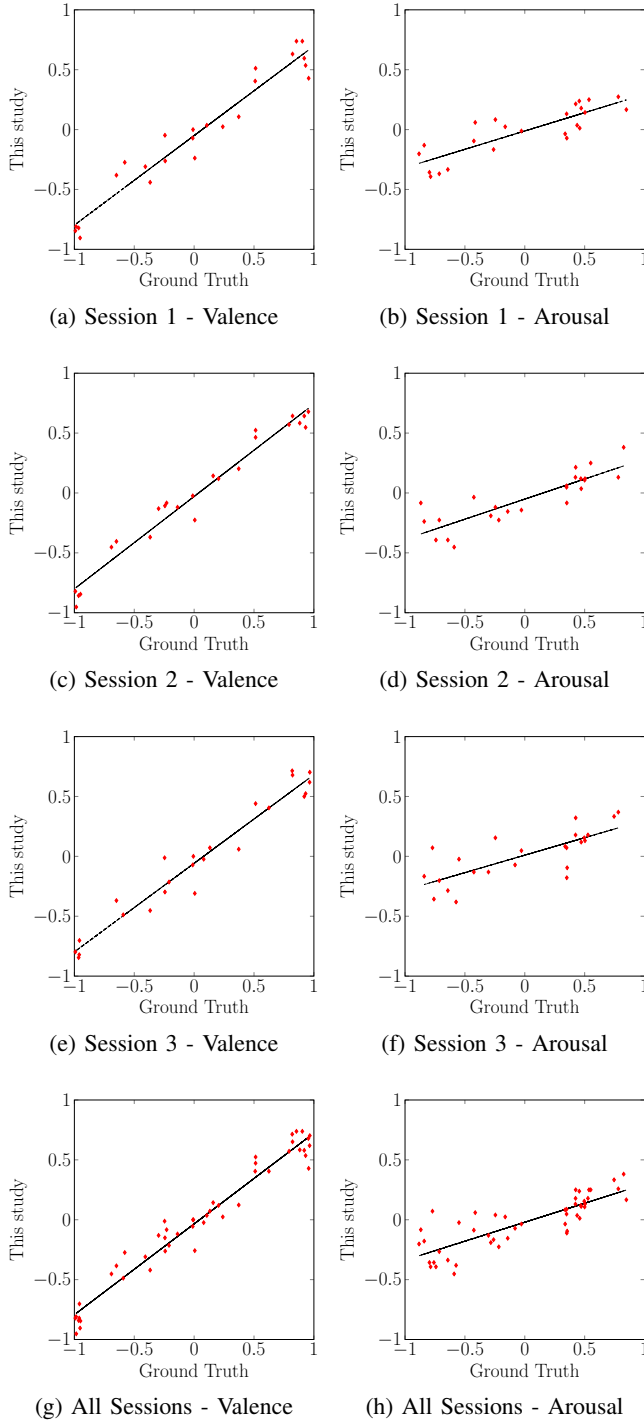 1
0.5
0
−0.5
−1
This study
−1 −0.5 0 0.5 1
Ground Truth
(a) Session 1 - Valence
1
0.5
0
−0.5
−1
This study
−1 −0.5 0 0.5 1
Ground Truth
(b) Session 1 - Arousal
1
0.5
0
−0.5
−1
This study
−1 −0.5 0 0.5 1
Ground Truth
(c) Session 2 - Valence
1
0.5
0
−0.5
−1
This study
−1 −0.5 0 0.5 1
Ground Truth
(d) Session 2 - Arousal
1
0.5
0
−0.5
−1
This study
−1 −0.5 0 0.5 1
Ground Truth
(e) Session 3 - Valence
1
0.5
0
−0.5
−1
This study
−1 −0.5 0 0.5 1
Ground Truth
(f) Session 3 - Arousal
1
0.5
0
−0.5
−1
This study
−1 −0.5 0 0.5 1
Ground Truth
(g) All Sessions - Valence
1
0.5
0
−0.5
−1
This study
−1 −0.5 0 0.5 1
Ground Truth
(h) All Sessions - Arousal